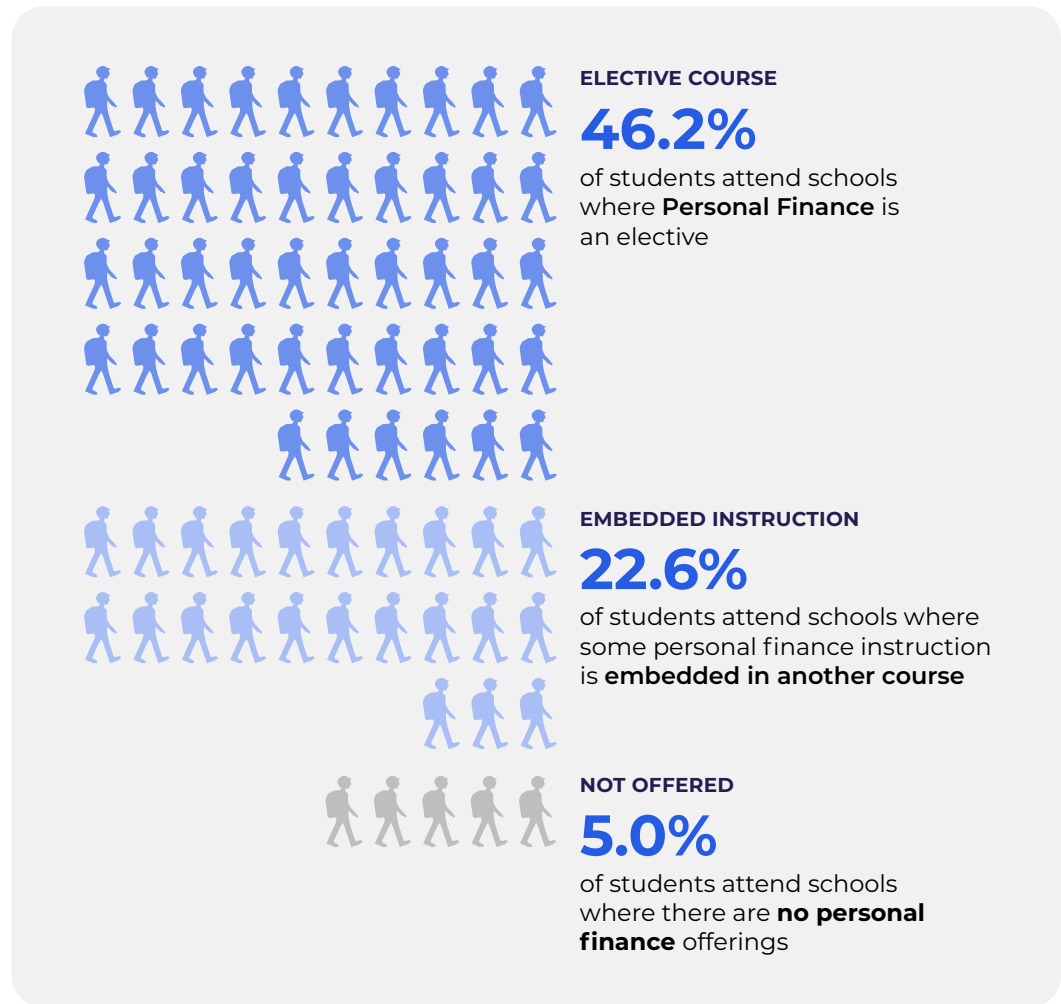 ELECTIVE COURSE
46.2%
of students attend schools
where Personal Finance is
an elective
EMBEDDED INSTRUCTION
22.6%
of students attend schools where
some personal finance instruction
is embedded in another course
NOT OFFERED
5.0%
of students attend schools
where there are no personal
finance offerings